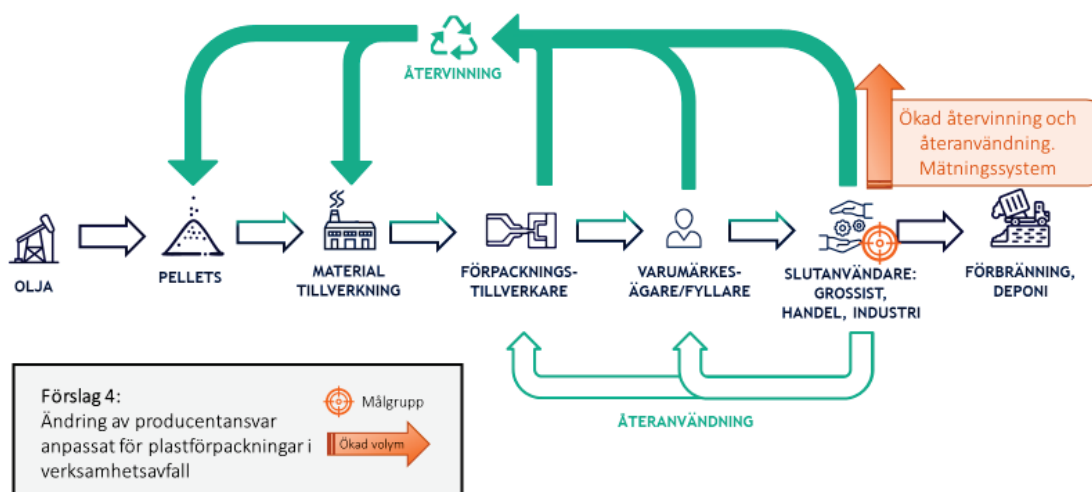 ÅTERVINNING
Ökad återvinning och
återanvändning.
Mätningssystem
OLJA
PELLETS
MATERIAL
TILLVERKNING
FÖRPACKNINGS-
TILLVERKARE
VARUMÄRKES-
ÄGARE/FYLLARE
SLUTANVÄNDARE:
GROSSIST,
HANDEL, INDUSTRI
FÖRBRÄNNING,
DEPONI
ÅTERANVÄNDNING
Förslag 4:
Ändring av producentansvar
anpassat för plastförpackningar i
verksamhetsavfall
Målgrupp
Ökad volym